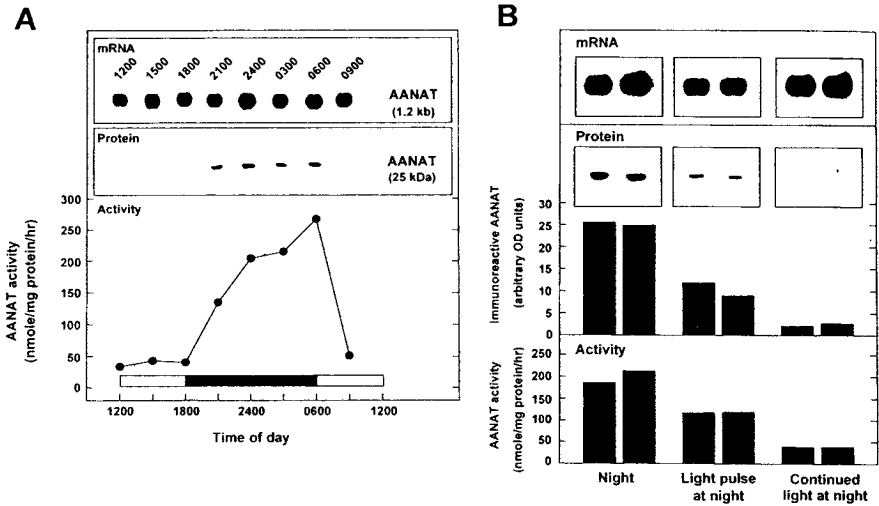 A
mRNA
1200 1500 1800 2100 2400 0300 0600 0900
AANAT
(1.2 kb)
Protein
AANAT
(25 kDa)
Activity
AANAT activity
(nmole/mg protein/hr)
300
250
200
150
100
50
0
1200 1800 2400 0600 1200
Time of day
B
mRNA
Protein
Immunoreactive AANAT
(arbitrary OD units)
30
25
20
15
10
5
0
Activity
AANAT activity
(nmole/mg protein/hr)
250
200
150
100
50
0
Night
Light pulse
at night
Continued
light at night